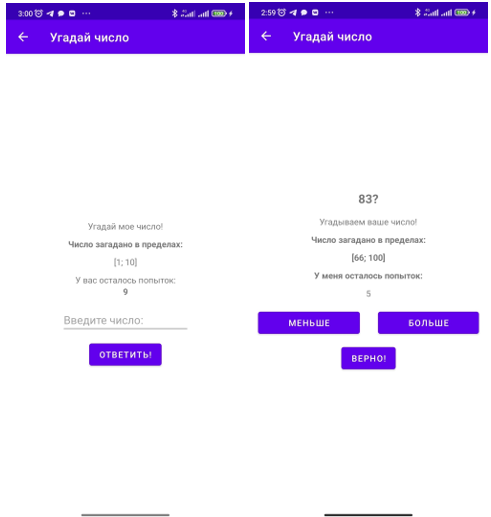 3:00
Угадай число
Угадай мое число!
Число загадано в пределах:
[1; 10]
У вас осталось попыток:
9
Введите число:
ОТВЕТИТЬ!
2:59
Угадай число
83?
Угадываем ваше число!
Число загадано в пределах:
[66; 100]
У меня осталось попыток:
5
МЕНЬШЕ
БОЛЬШЕ
ВЕРНО!